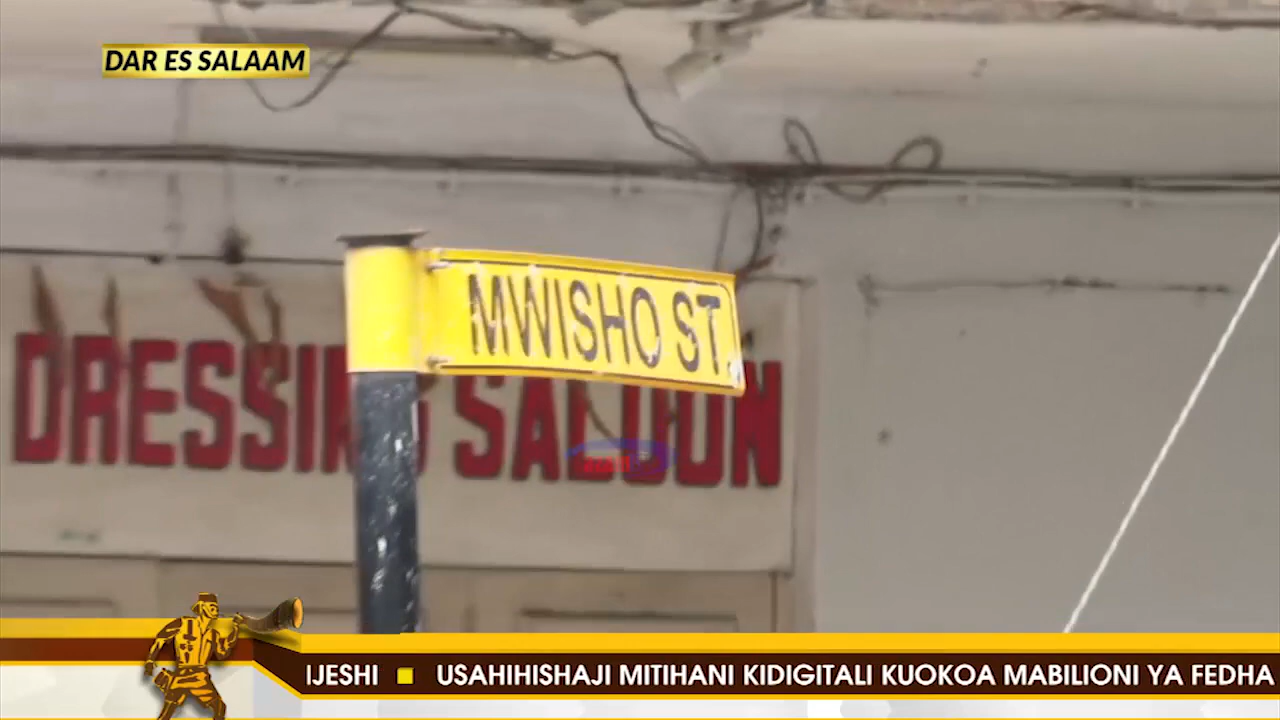 DAR ES SALAAM
MWISHO ST.
DRESSING SALOON
IJESHI ▪ USAHIHISHAJI MITIHANI KIDIGITALI KUOKOA MABILIONI YA FEDHA